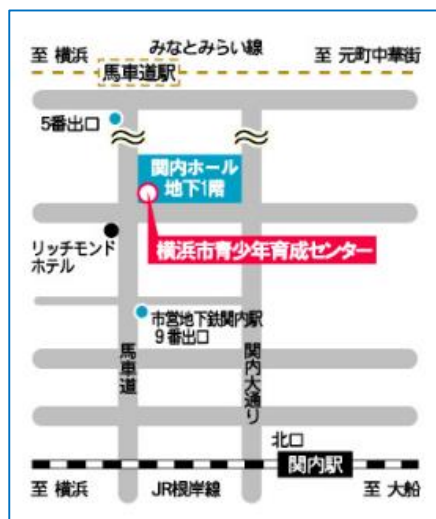 みなとみらい線
至 横浜
至 元町中華街
馬車道駅
5番出口
関内ホール
地下1階
横浜市青少年育成センター
リッチモンド
ホテル
市営地下鉄関内駅
9番出口
馬車道
関内大通り
北口
関内駅
至 横浜
JR根岸線
至 大船